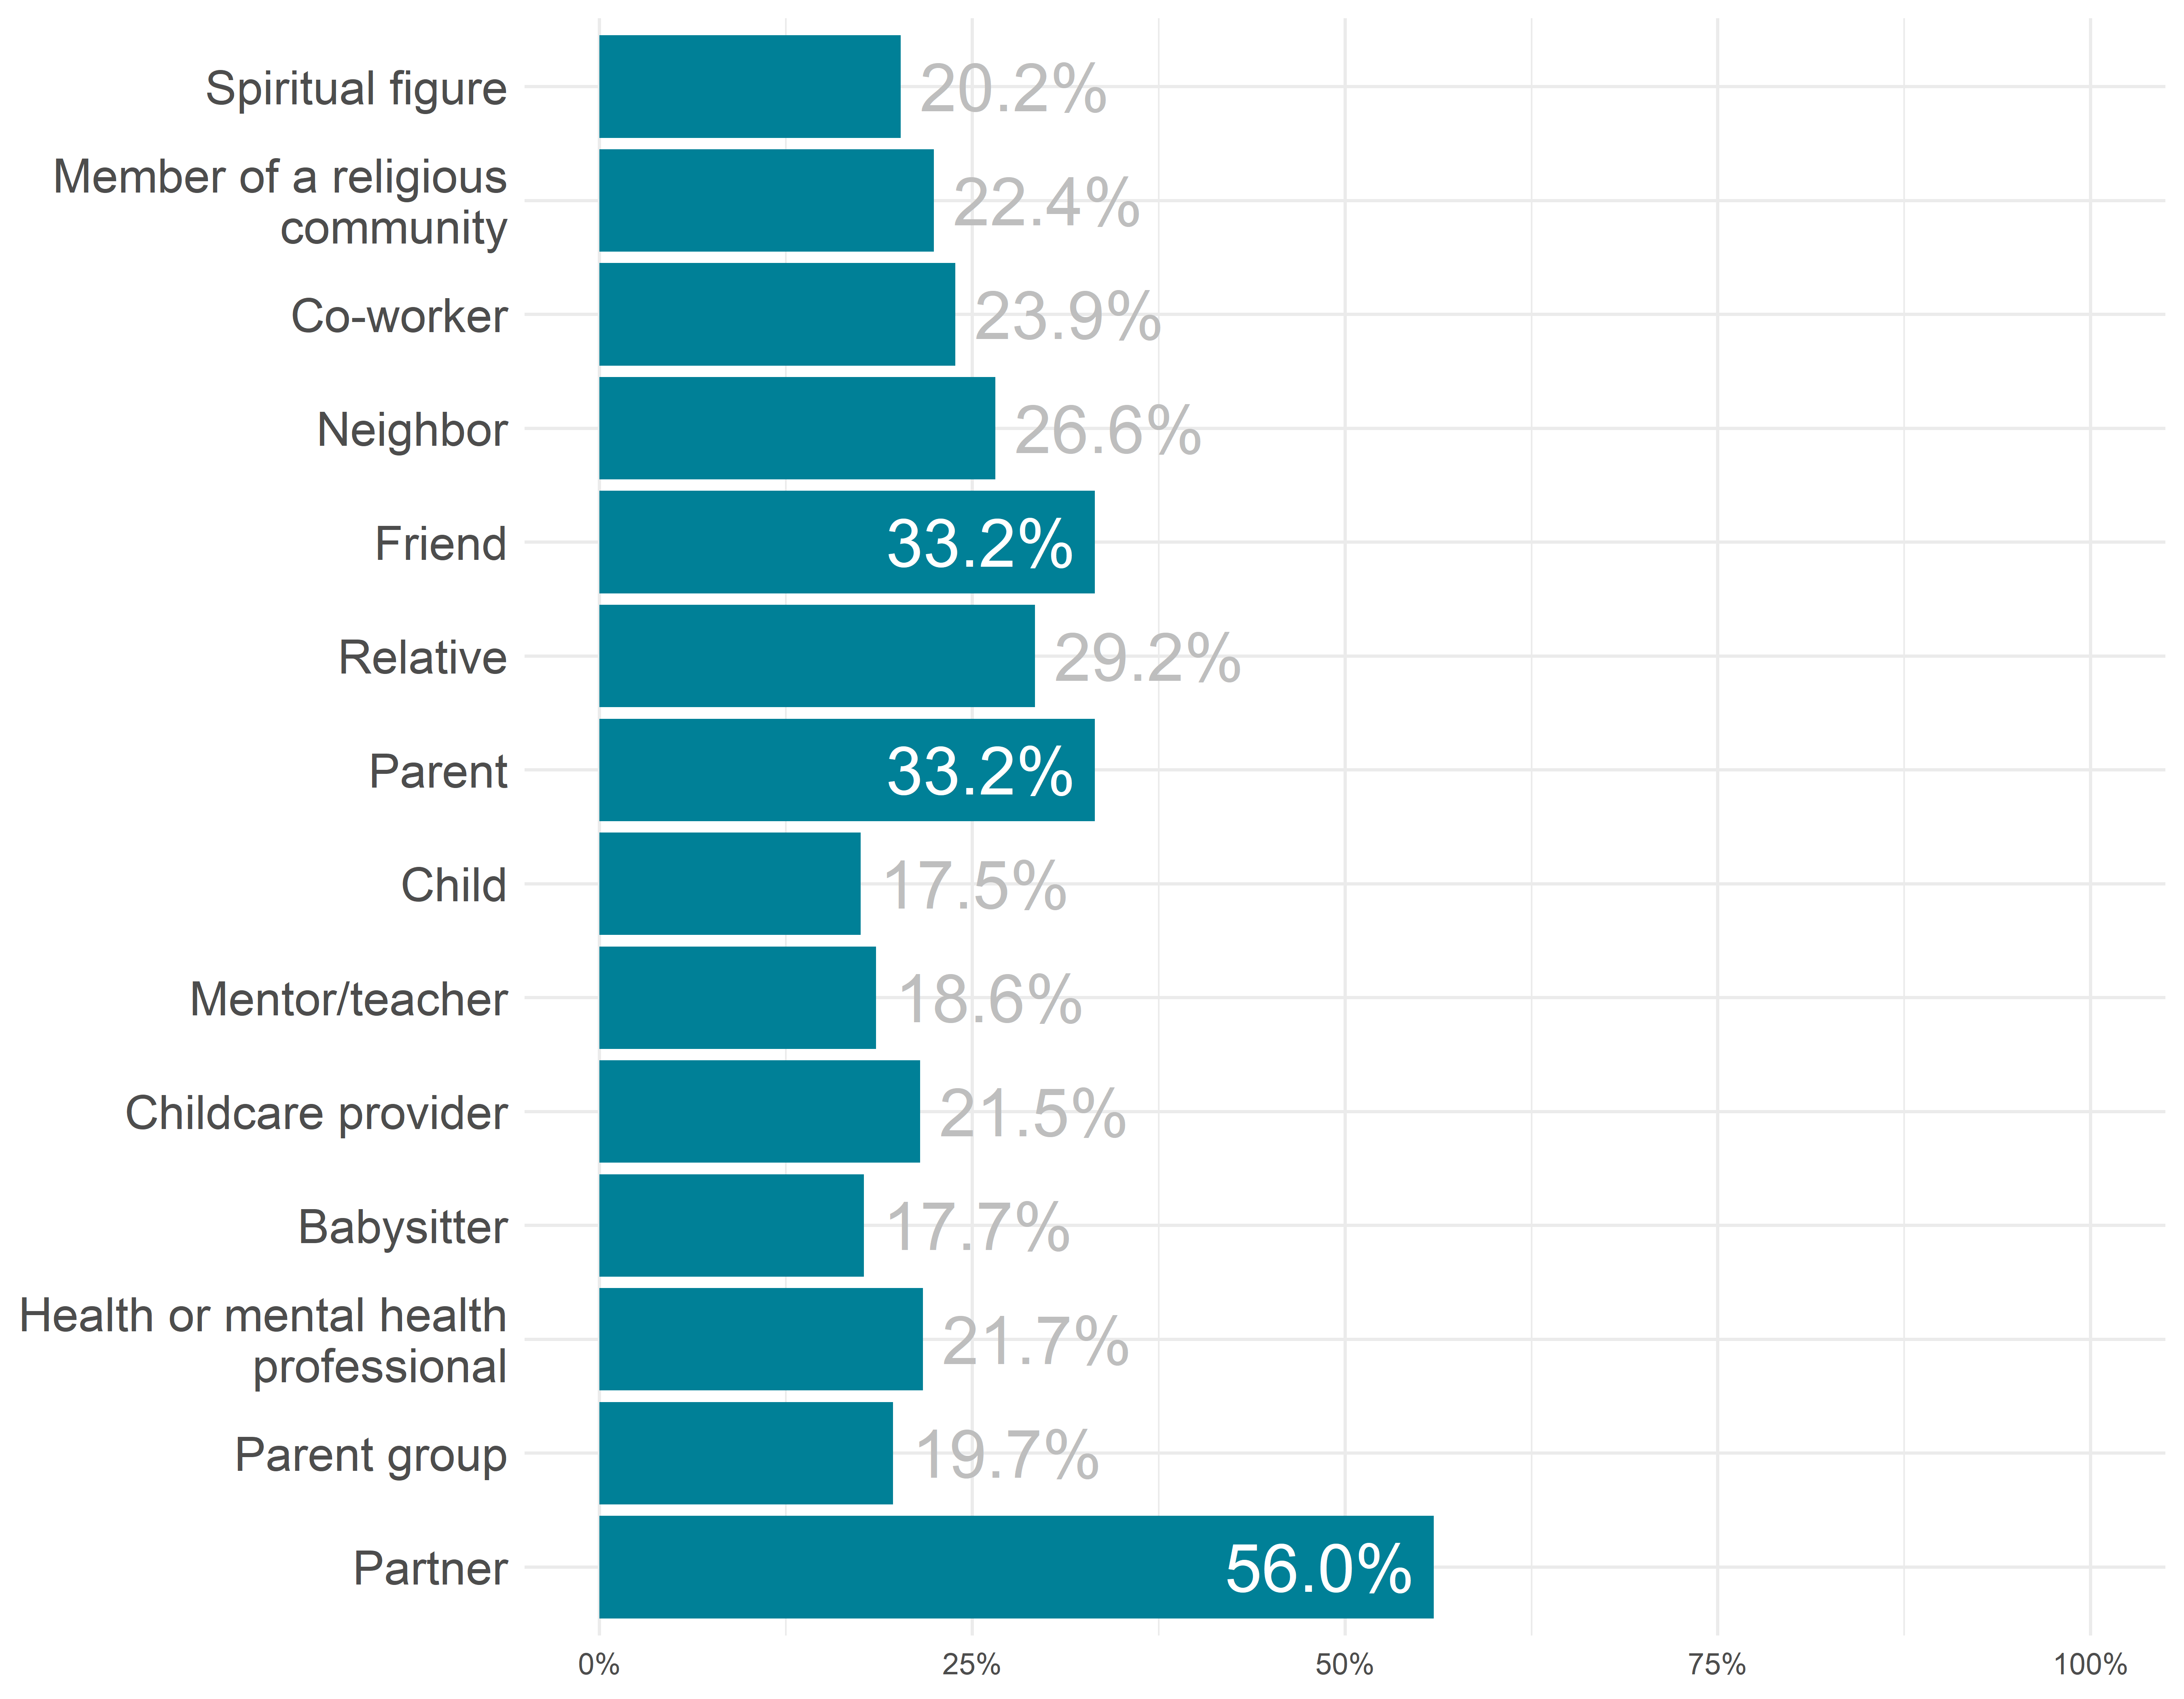 Spiritual figure
20.2%
Member of a religious
community
22.4%
Co-worker
23.9%
Neighbor
26.6%
Friend
33.2%
Relative
29.2%
Parent
33.2%
Child
17.5%
Mentor/teacher
18.6%
Childcare provider
21.5%
Babysitter
17.7%
Health or mental health
professional
21.7%
Parent group
19.7%
Partner
56.0%
0% 25% 50% 75% 100%